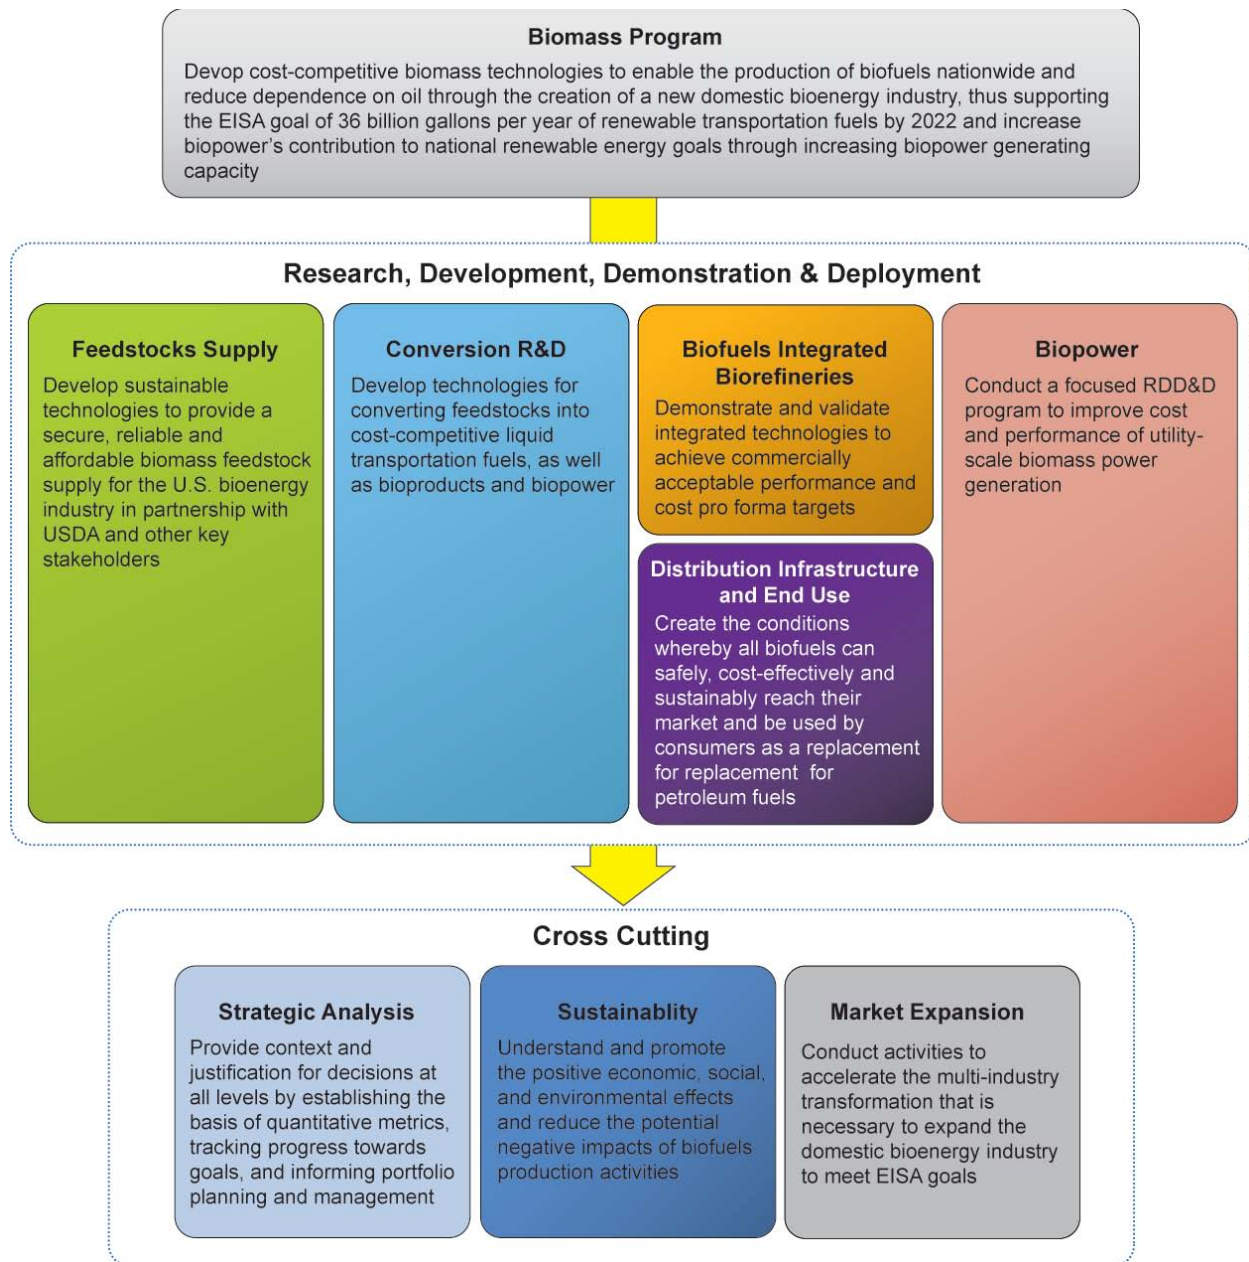 Biomass Program
Devop cost-competitive biomass technologies to enable the production of biofuels nationwide and
reduce dependence on oil through the creation of a new domestic bioenergy industry, thus supporting
the EISA goal of 36 billion gallons per year of renewable transportation fuels by 2022 and increase
biopower's contribution to national renewable energy goals through increasing biopower generating
capacity
Research, Development, Demonstration & Deployment
Feedstocks Supply
Develop sustainable
technologies to provide a
secure, reliable and
affordable biomass feedstock
supply for the U.S. bioenergy
industry in partnership with
USDA and other key
stakeholders
Conversion R&D
Develop technologies for
converting feedstocks into
cost-competitive liquid
transportation fuels, as well
as bioproducts and biopower
Biofuels Integrated
Biorefineries
Demonstrate and validate
integrated technologies to
achieve commercially
acceptable performance and
cost pro forma targets
Distribution Infrastructure
and End Use
Create the conditions
whereby all biofuels can
safely, cost-effectively and
sustainably reach their
market and be used by
consumers as a replacement
for replacement for
petroleum fuels
Biopower
Conduct a focused RDD&D
program to improve cost
and performance of utility-
scale biomass power
generation
Cross Cutting
Strategic Analysis
Provide context and
justification for decisions at
all levels by establishing the
basis of quantitative metrics,
tracking progress towards
goals, and informing portfolio
planning and management
Sustainablity
Understand and promote
the positive economic, social,
and environmental effects
and reduce the potential
negative impacts of biofuels
production activities
Market Expansion
Conduct activities to
accelerate the multi-industry
transformation that is
necessary to expand the
domestic bioenergy industry
to meet EISA goals